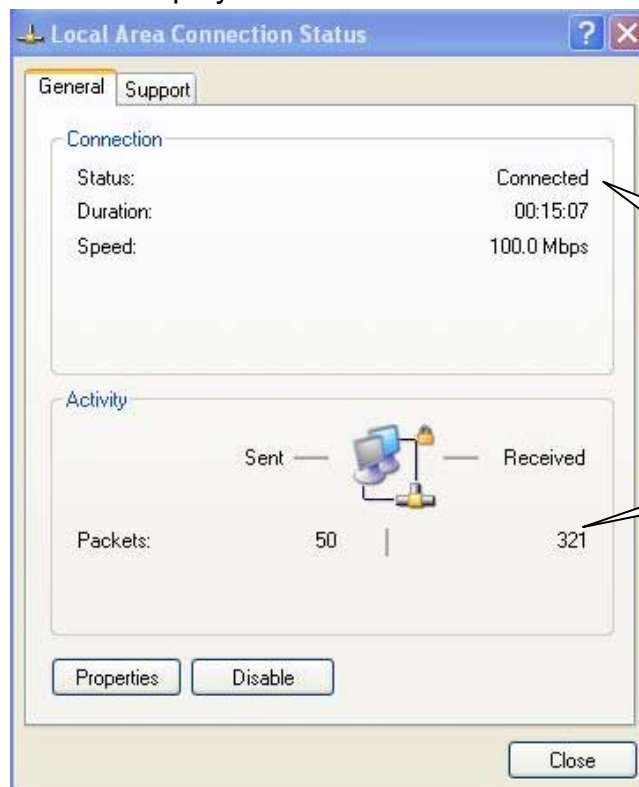 Local Area Connection Status
General Support
Connection
Status: Connected
Duration: 00:15:07
Speed: 100.0 Mbps
Activity
Sent Received
Packets: 50 321
Properties Disable
Close